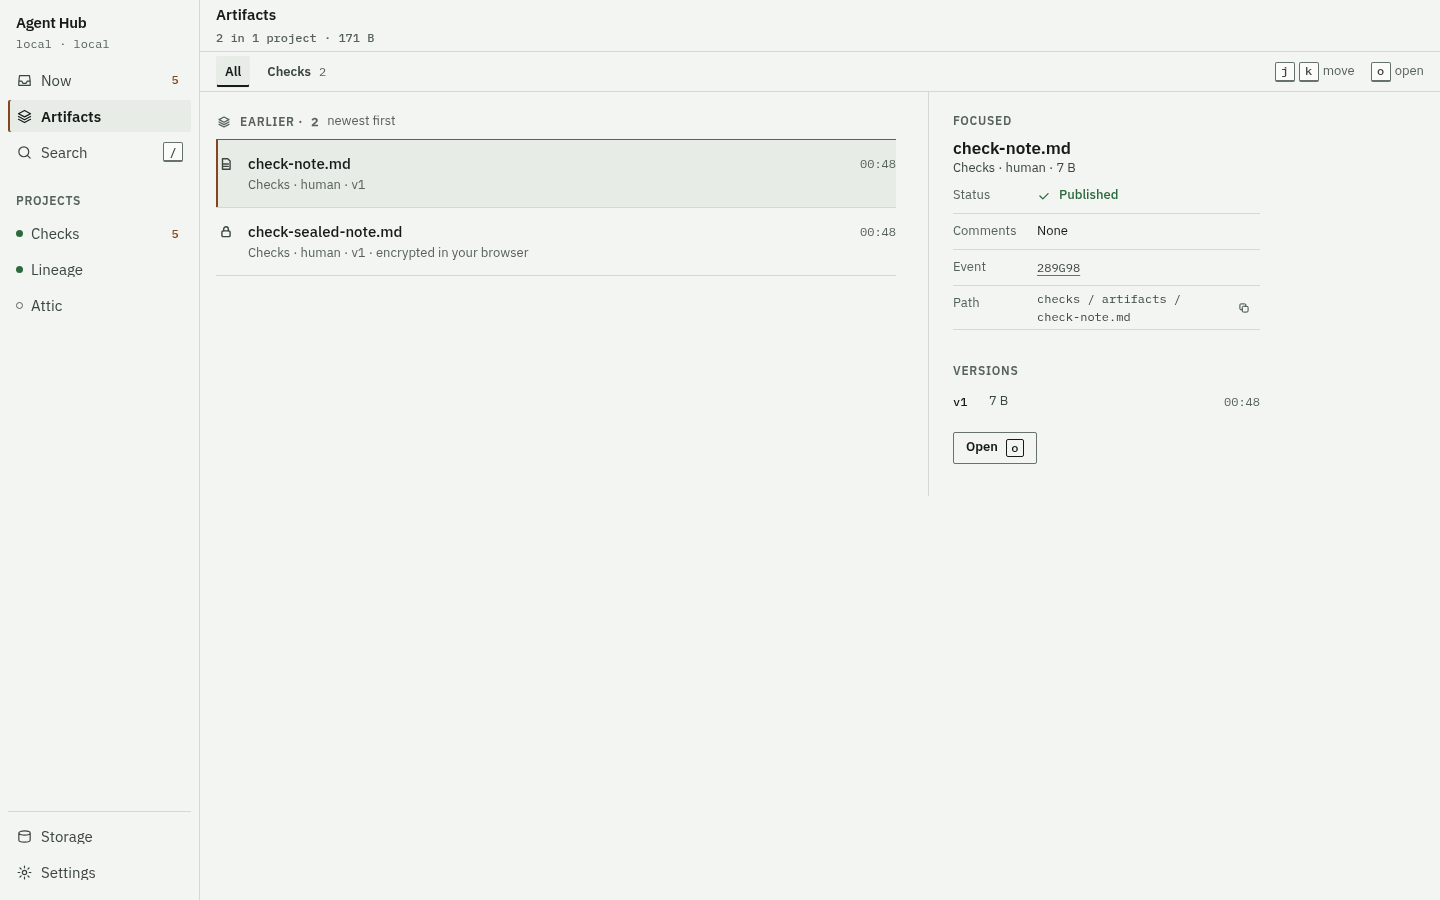 Agent Hub
local · local
Now 5
Artifacts
Search /
PROJECTS
Checks 5
Lineage
Attic
Storage
Settings
Artifacts
2 in 1 project · 171 B
All Checks 2 j k move o open
EARLIER · 2 newest first
check-note.md 00:48
Checks · human · v1
check-sealed-note.md 00:48
Checks · human · v1 · encrypted in your browser
FOCUSED
check-note.md
Checks · human · 7 B
Status Published
Comments None
Event 289G98
Path checks / artifacts /
check-note.md
VERSIONS
v1 7 B 00:48
Open o